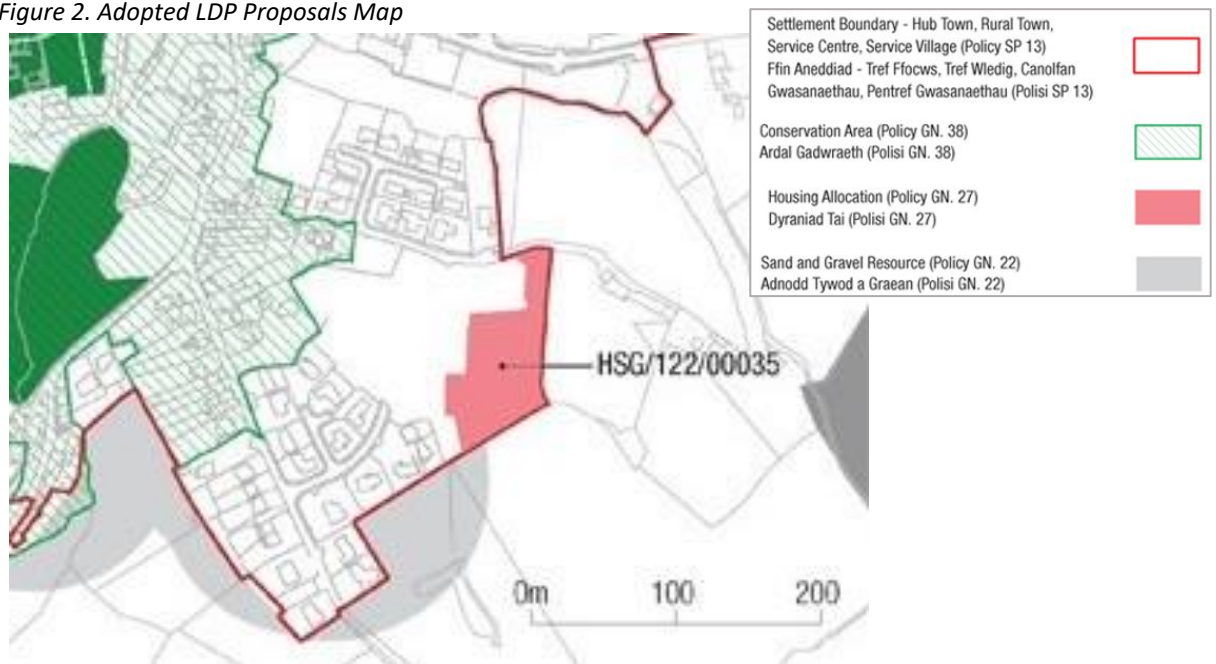 Figure 2. Adopted LDP Proposals Map
Settlement Boundary - Hub Town, Rural Town,
Service Centre, Service Village (Policy SP 13)
Ffin Aneddiad - Tref Ffocws, Tref Wledig, Canolfan
Gwasanaethau, Pentref Gwasanaethau (Polisi SP 13)
Conservation Area (Policy GN. 38)
Ardal Gadwraeth (Polisi GN. 38)
Housing Allocation (Policy GN. 27)
Dyraniad Tai (Polisi GN. 27)
Sand and Gravel Resource (Policy GN. 22)
Adnodd Tywod a Graean (Polisi GN. 22)
HSG/122/00035
0m 100 200